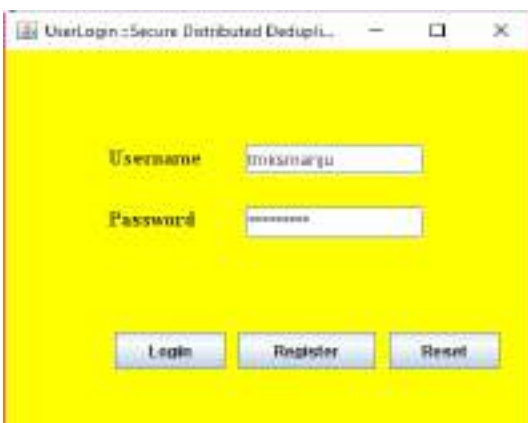 UserLogin ::Secure Distributed Dedupli...
Username
Password *********
Login Register Reset